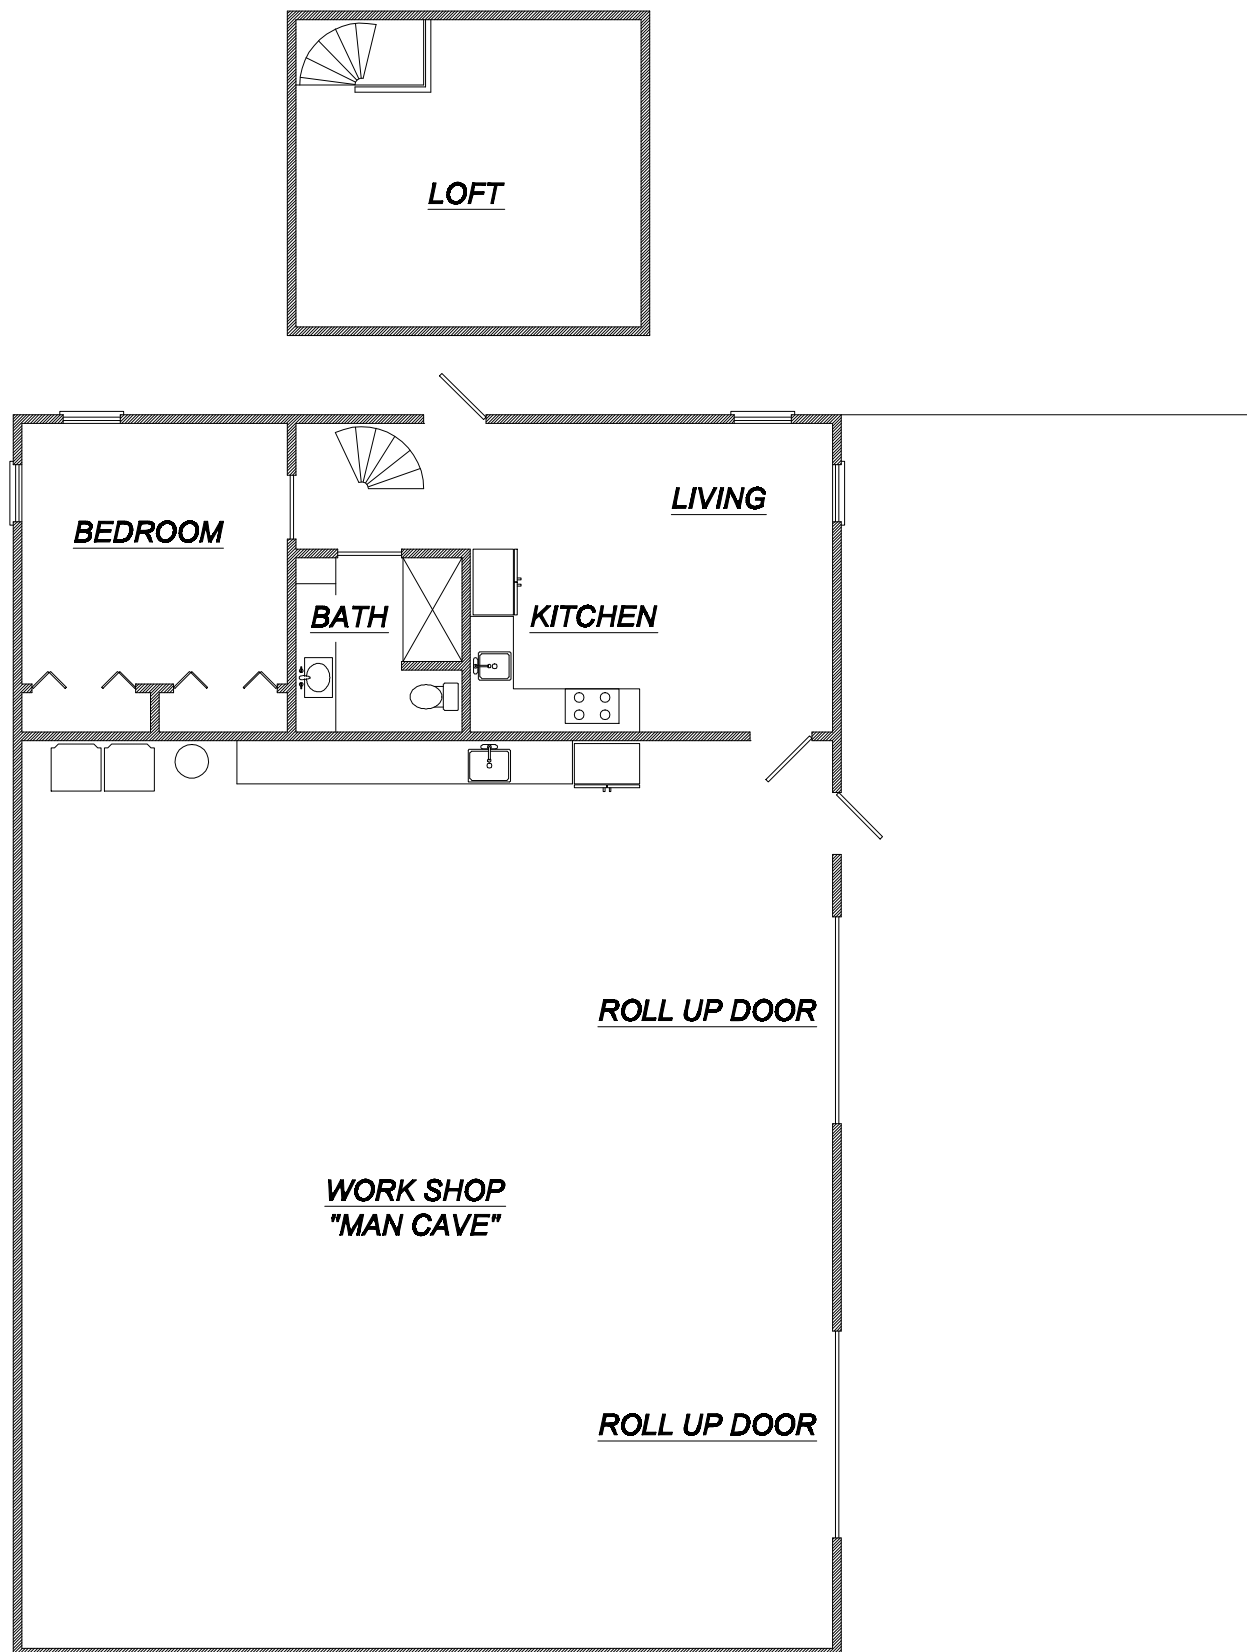 LOFT
LIVING
BEDROOM
BATH
KITCHEN
ROLL UP DOOR
WORK SHOP
"MAN CAVE"
ROLL UP DOOR